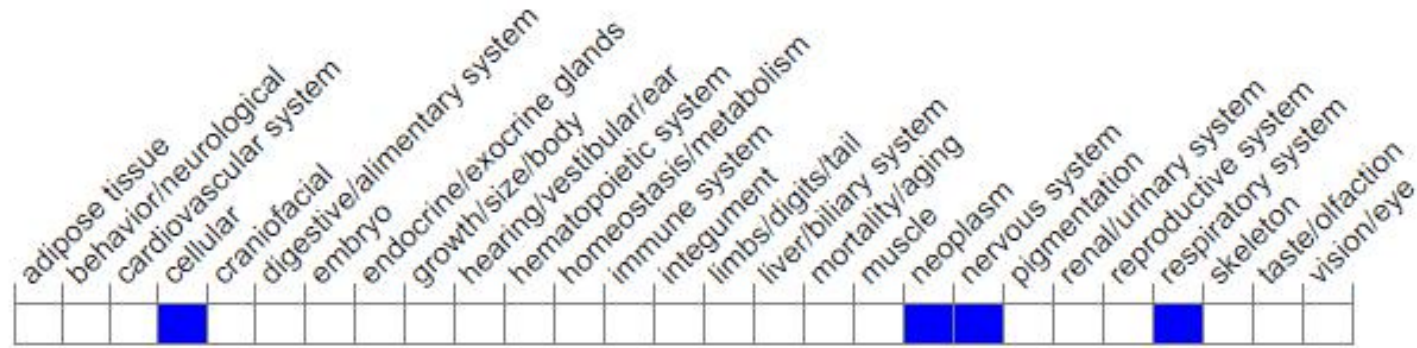 adipose tissue
behavior/neurological
cardiovascular system
cellular
craniofacial
digestive/alimentary system
embryo
endocrine/exocrine glands
growth/size/body
hearing/vestibular/ear
hematopoietic system
homeostasis/metabolism
immune system
integument
limbs/digits/tail
liver/biliary system
mortality/aging
muscle
neoplasm
nervous system
pigmentation
renal/urinary system
reproductive system
respiratory system
skeleton
taste/olfaction
vision/eye